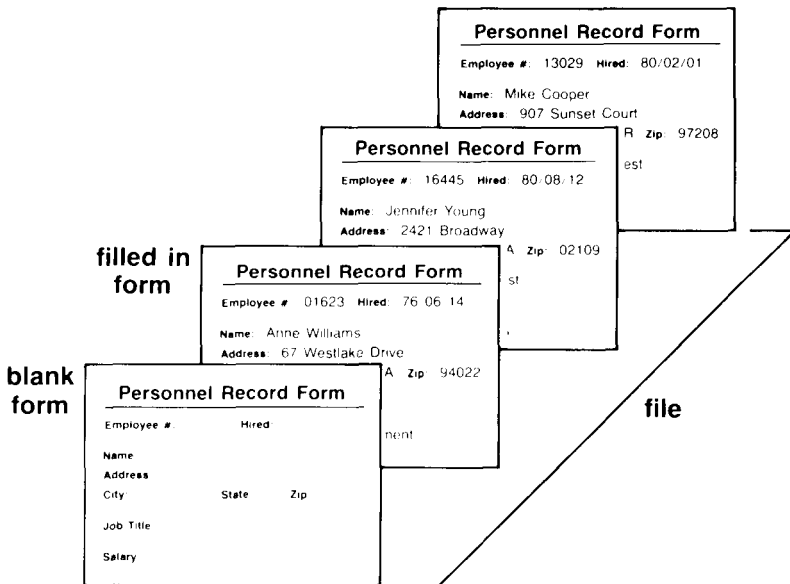 Personnel Record Form
Employee #: 13029 Hired: 80/02/01
Name: Mike Cooper
Address: 907 Sunset Court
R Zip: 97208
est
Personnel Record Form
Employee #: 16445 Hired: 80/08/12
Name: Jennifer Young
Address: 2421 Broadway
A Zip: 02109
st
filled in
form
Personnel Record Form
Employee # 01623 Hired: 76 06 14
Name: Anne Williams
Address: 67 Westlake Drive
A Zip: 94022
nent
blank
form
Personnel Record Form
Employee #: Hired:
Name
Address
City: State Zip
Job Title
Salary
file